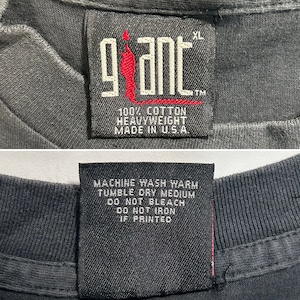 giant XL TM
100% COTTON
HEAVYWEIGHT
MADE IN U.S.A.
MACHINE WASH WARM
TUMBLE DRY MEDIUM
DO NOT BLEACH
DO NOT IRON
IF PRINTED